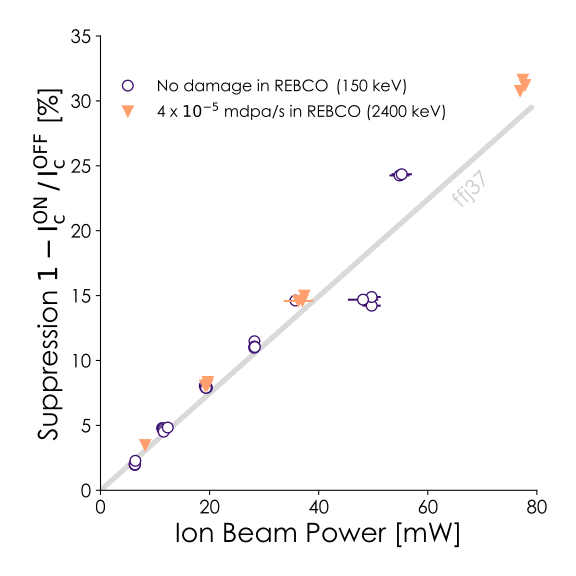 35
30
25
20
15
10
5
0
Suppression 1 − I_c^ON / I_c^OFF [%]
No damage in REBCO (150 keV)
4 x 10⁻⁵ mdpa/s in REBCO (2400 keV)
ffj37
0 20 40 60 80
Ion Beam Power [mW]